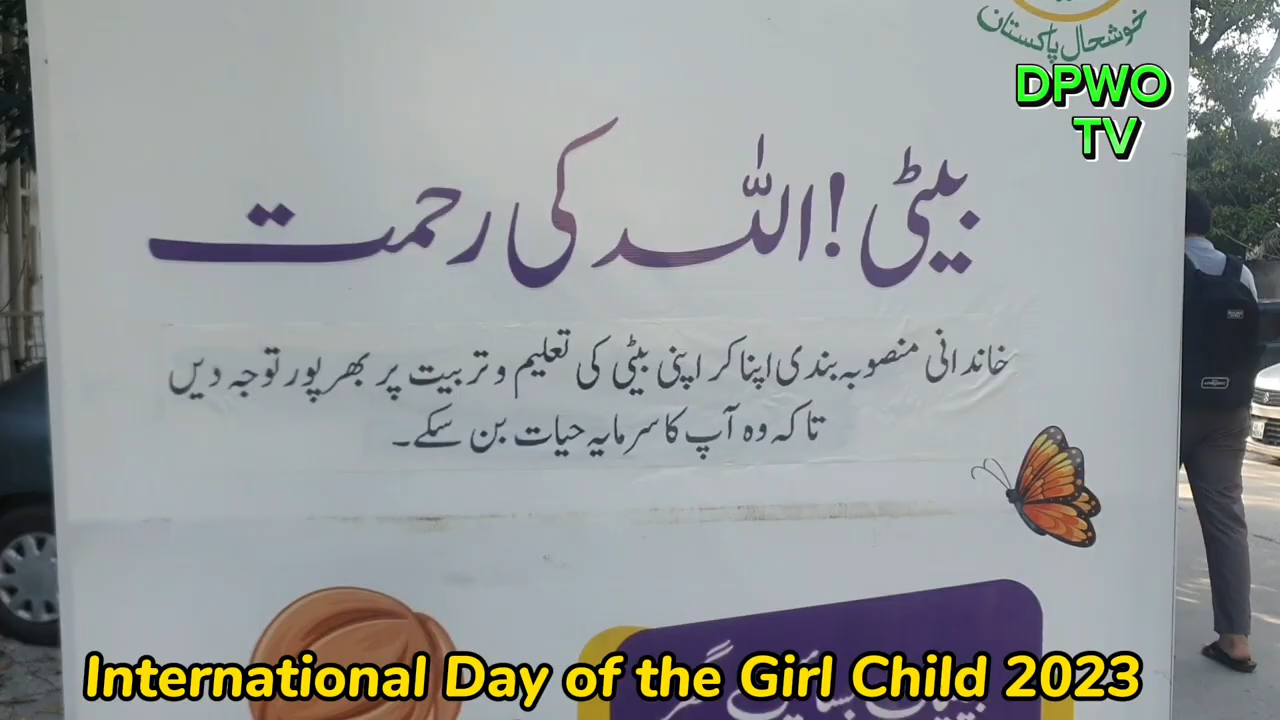 خوشحال پاکستان
DPWO
TV
بیٹی! اللہ کی رحمت
خاندانی منصوبہ بندی اپنا کر اپنی بیٹی کی تعلیم و تربیت پر بھرپور توجہ دیں
تاکہ وہ آپ کا سرمایہ حیات بن سکے۔
International Day of the Girl Child 2023